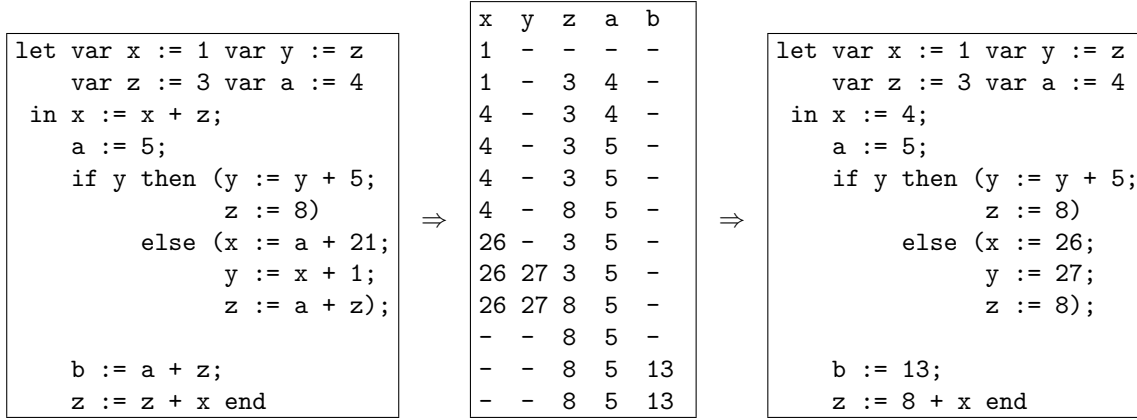 let var x := 1 var y := z
var z := 3 var a := 4
in x := x + z;
a := 5;
if y then (y := y + 5;
z := 8)
else (x := a + 21;
y := x + 1;
z := a + z);
b := a + z;
z := z + x end
⇒
x y z a b
1 - - - -
1 - 3 4 -
4 - 3 4 -
4 - 3 5 -
4 - 3 5 -
4 - 8 5 -
26 - 3 5 -
26 27 3 5 -
26 27 8 5 -
- - 8 5 -
- - 8 5 13
- - 8 5 13
⇒
let var x := 1 var y := z
var z := 3 var a := 4
in x := 4;
a := 5;
if y then (y := y + 5;
z := 8)
else (x := 26;
y := 27;
z := 8);
b := 13;
z := 8 + x end